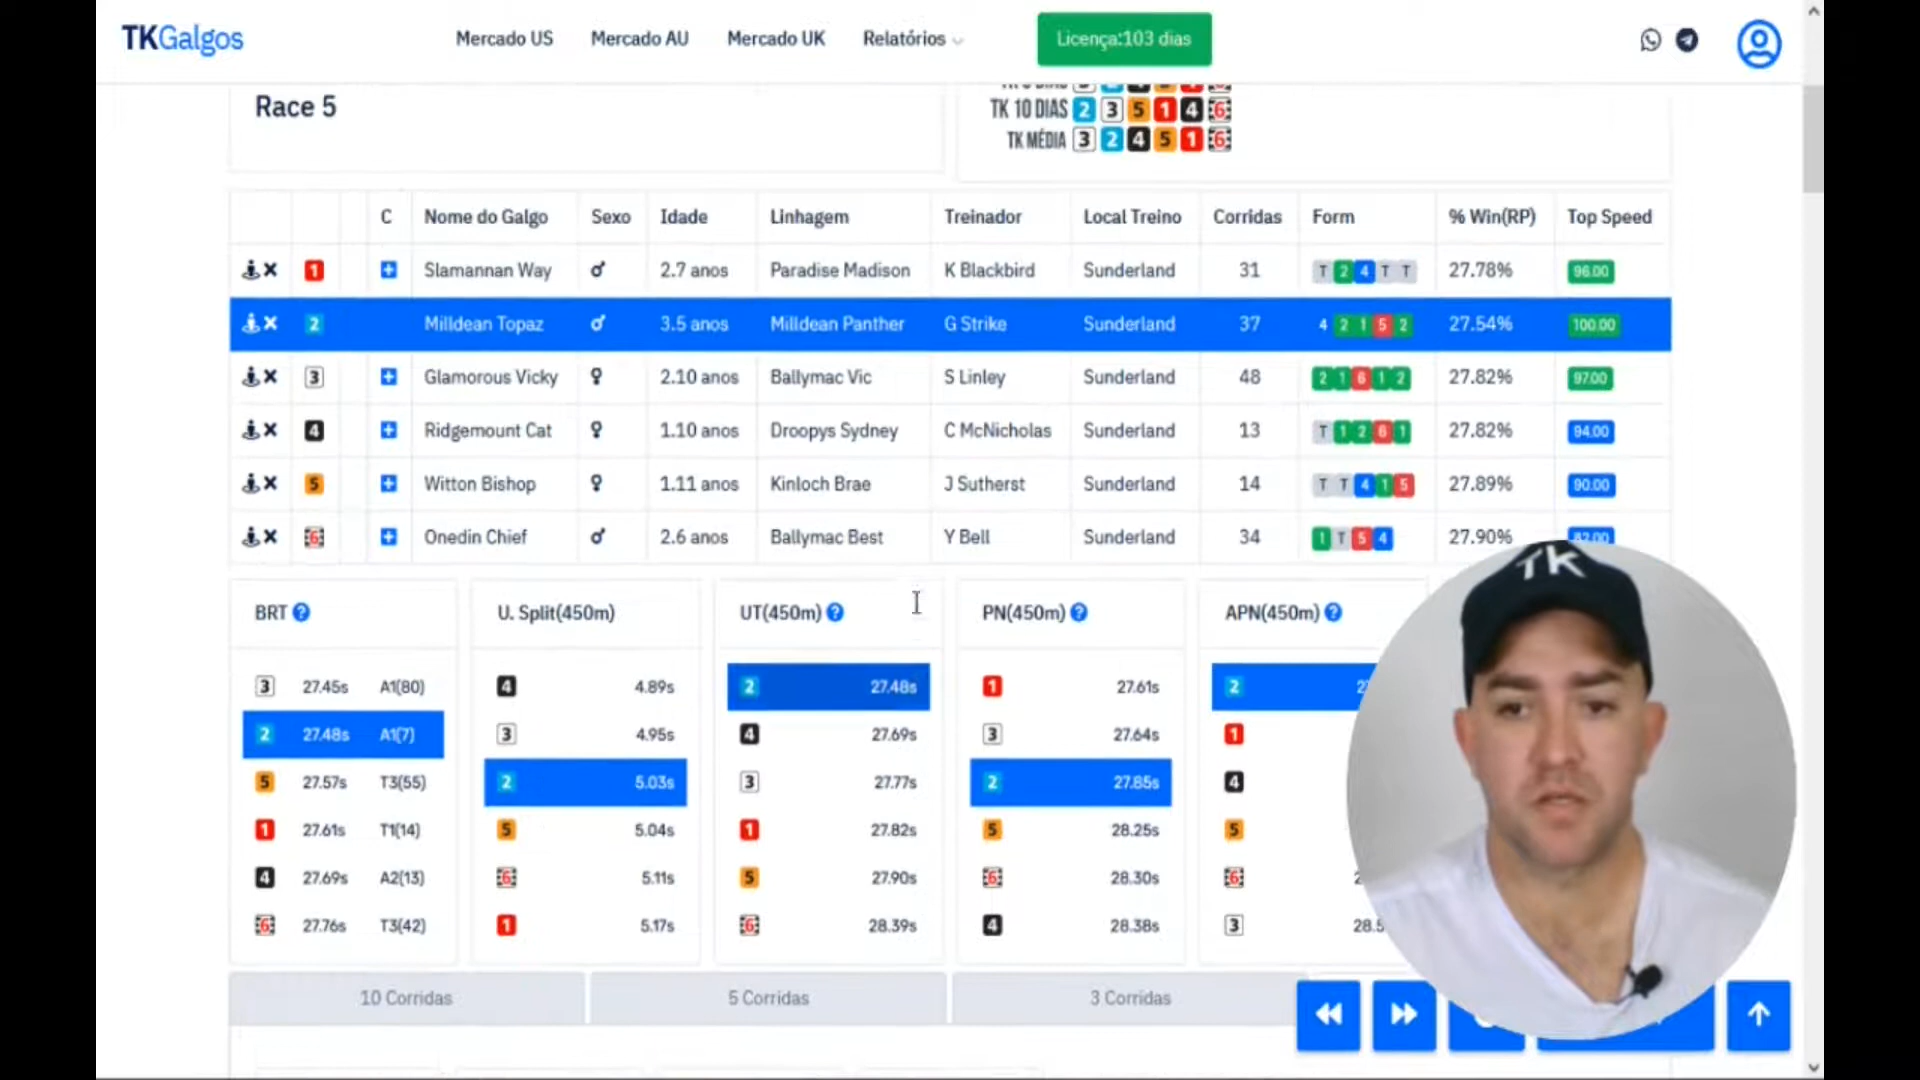 TKGalgos
Mercado US
Mercado AU
Mercado UK
Relatórios
Licença:103 dias
Race 5
TK 10 DIAS 2 3 5 1 4 6
TK MÉDIA 3 2 4 5 1 6
C Nome do Galgo Sexo Idade Linhagem Treinador Local Treino Corridas Form % Win(RP) Top Speed
1 Slamannan Way ♂ 2.7 anos Paradise Madison K Blackbird Sunderland 31 T 2 4 T T 27.78% 96.00
2 Milldean Topaz ♂ 3.5 anos Milldean Panther G Strike Sunderland 37 4 2 1 5 2 27.54% 100.00
3 Glamorous Vicky ♀ 2.10 anos Ballymac Vic S Linley Sunderland 48 2 1 6 1 2 27.82% 97.00
4 Ridgemount Cat ♀ 1.10 anos Droopys Sydney C McNicholas Sunderland 13 T 1 2 6 1 27.82% 94.00
5 Witton Bishop ♀ 1.11 anos Kinloch Brae J Sutherst Sunderland 14 T T 4 1 5 27.89% 90.00
6 Onedin Chief ♂ 2.6 anos Ballymac Best Y Bell Sunderland 34 1 T 5 4 27.90%
BRT ?
3 27.45s A1(80)
2 27.48s A1(7)
5 27.57s T3(55)
1 27.61s T1(14)
4 27.69s A2(13)
6 27.76s T3(42)
U. Split(450m)
4 4.89s
3 4.95s
2 5.03s
5 5.04s
6 5.11s
1 5.17s
UT(450m) ?
2 27.48s
4 27.69s
3 27.77s
1 27.82s
5 27.90s
6 28.39s
PN(450m) ?
1 27.61s
3 27.64s
2 27.85s
5 28.25s
6 28.30s
4 28.38s
APN(450m) ?
2
1
4
5
6
3
10 Corridas
5 Corridas
3 Corridas
TK